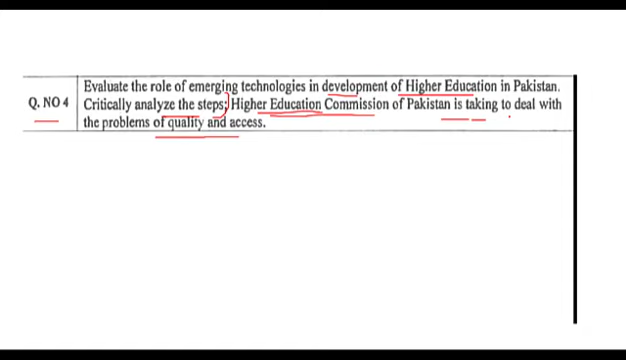 Evaluate the role of emerging technologies in development of Higher Education in Pakistan.
Q. NO 4 Critically analyze the steps; Higher Education Commission of Pakistan is taking to deal with
the problems of quality and access.